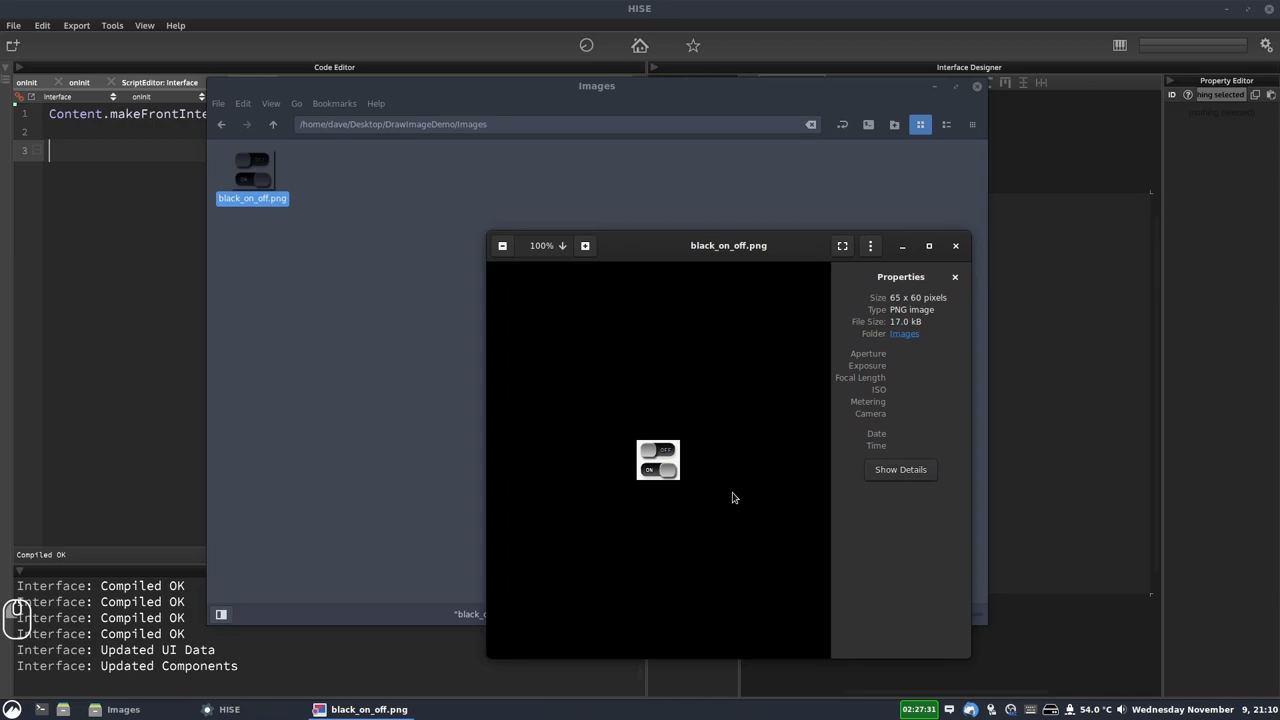 HISE
File Edit Export Tools View Help
Code Editor
Interface Designer
onInit onInit ScriptEditor: Interface
Interface onInit
Property Editor
ID
1 Content.makeFrontInte
2
3
Images
File Edit View Go Bookmarks Help
/home/dave/Desktop/DrawImageDemo/Images
black_on_off.png
100% black_on_off.png
Properties
Size 65 x 60 pixels
Type PNG image
File Size: 17.0 kB
Folder Images
Aperture
Exposure
Focal Length
ISO
Metering
Camera
Date
Time
Show Details
OFF
ON
"black_o
Compiled OK
Interface: Compiled OK
Interface: Compiled OK
Interface: Compiled OK
Interface: Compiled OK
Interface: Updated UI Data
Interface: Updated Components
Images HISE black_on_off.png 02:27:31 54.0 °C Wednesday November 9, 21:10